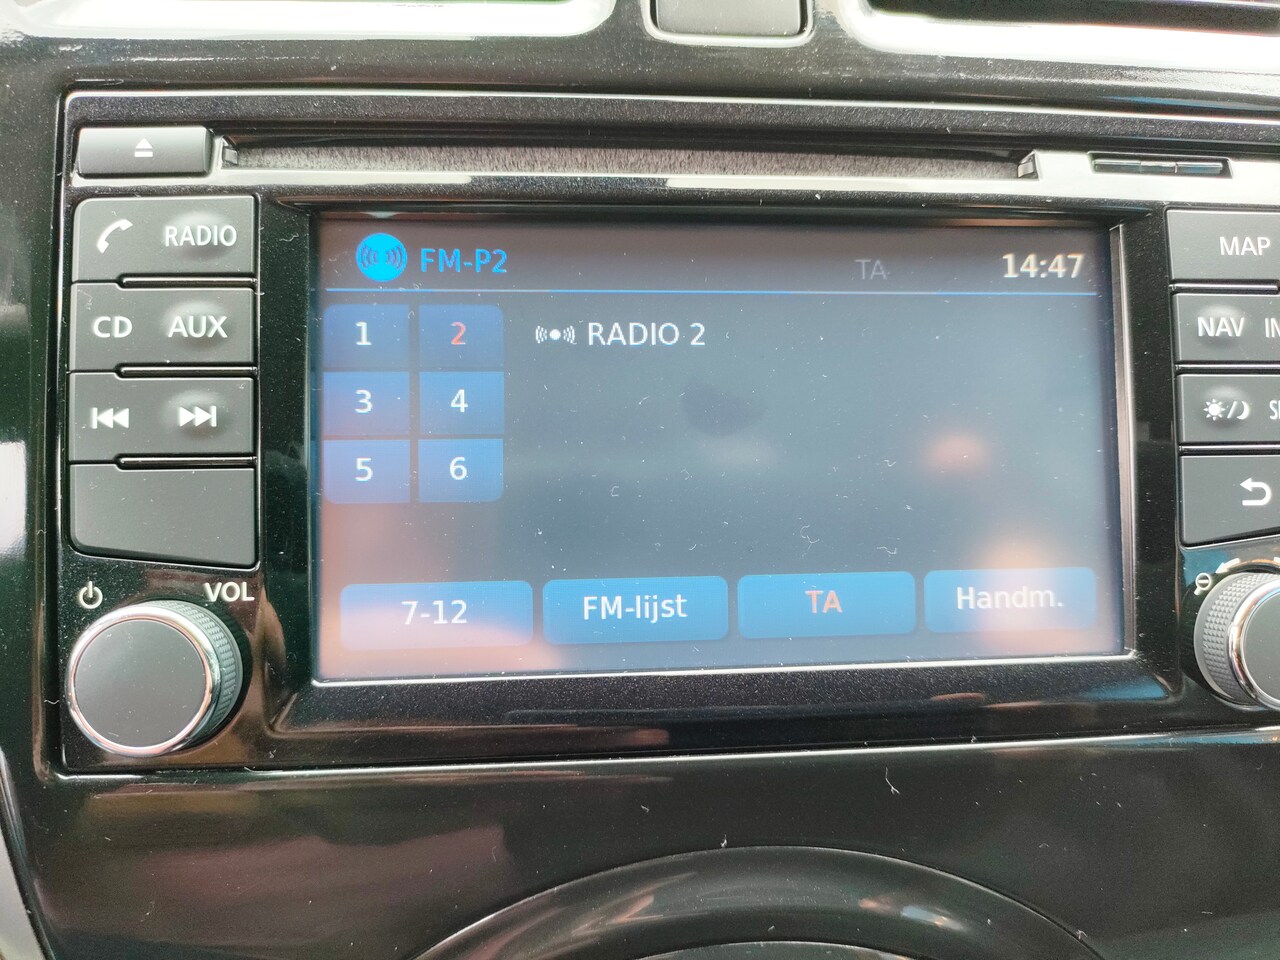 RADIO
CD AUX
VOL
FM-P2 TA 14:47
1 2 RADIO 2
3 4
5 6
7-12 FM-lijst TA Handm.
MAP
NAV